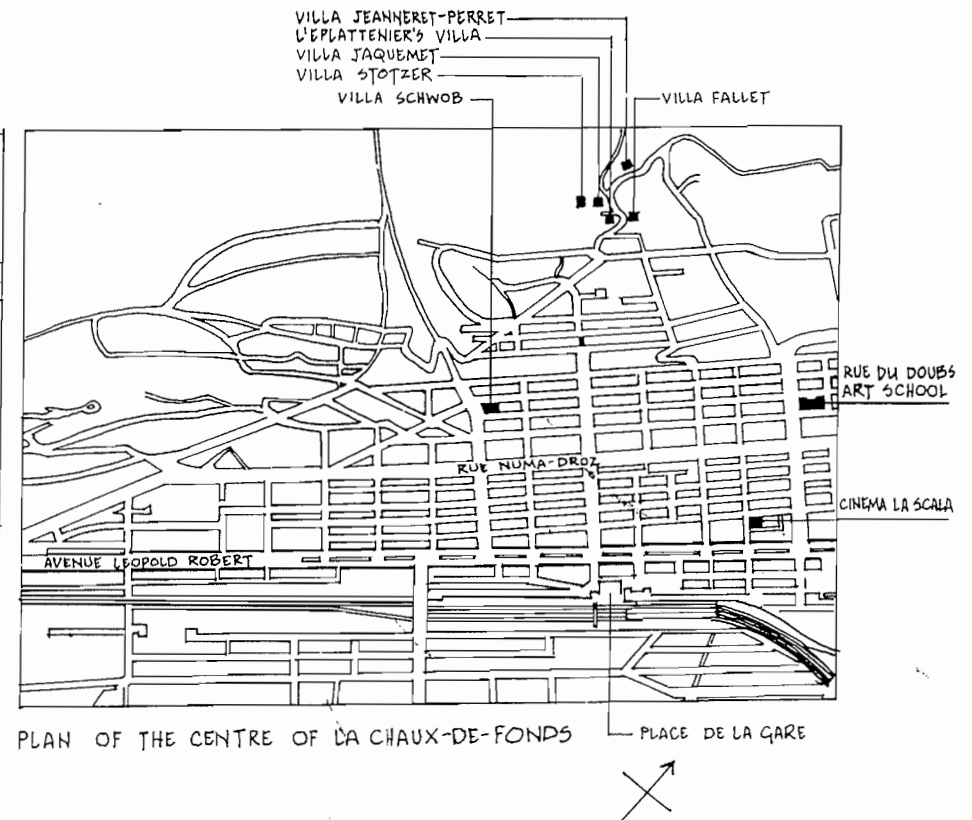 VILLA JEANNERET-PERRET
L'EPLATTENIER'S VILLA
VILLA JAQUEMET
VILLA STOTZER
VILLA SCHWOB
VILLA FALLET
RUE DU DOUBS
ART SCHOOL
RUE NUMA-DROZ
CINEMA LA SCALA
AVENUE LEOPOLD ROBERT
PLAN OF THE CENTRE OF LA CHAUX-DE-FONDS
PLACE DE LA GARE